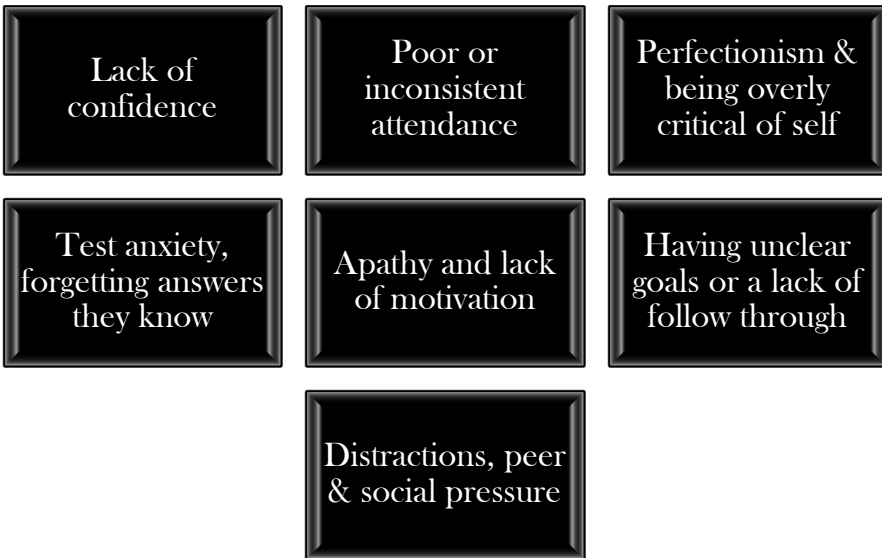 Lack of
confidence
Poor or
inconsistent
attendance
Perfectionism &
being overly
critical of self
Test anxiety,
forgetting answers
they know
Apathy and lack
of motivation
Having unclear
goals or a lack of
follow through
Distractions, peer
& social pressure